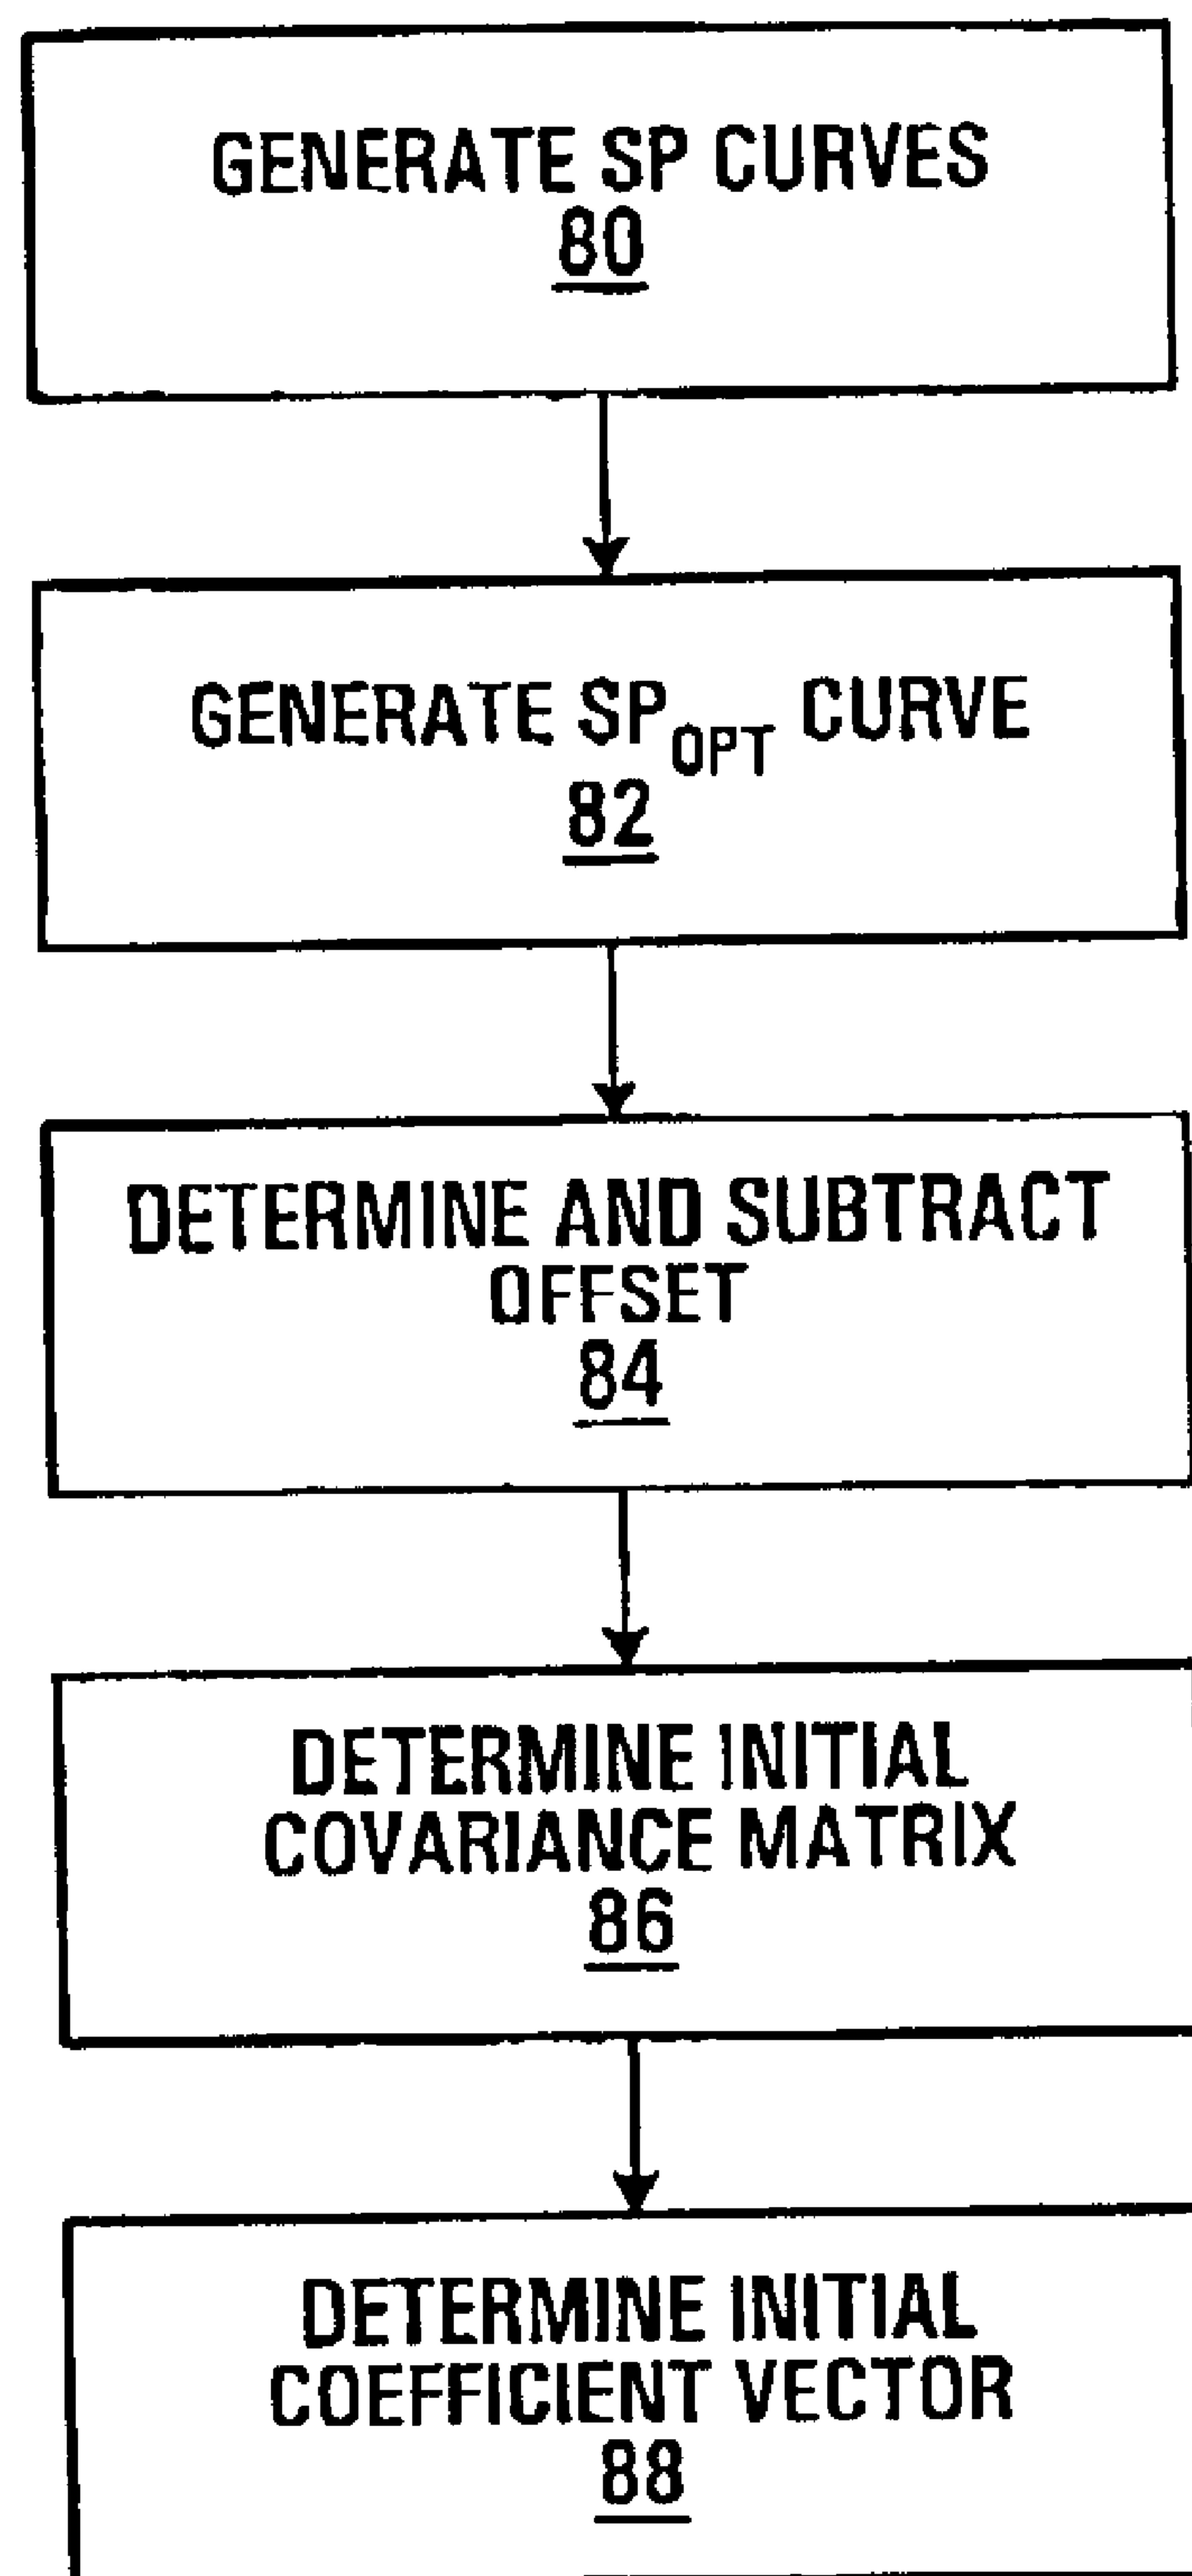 GENERATE SP CURVES
80
GENERATE SP_OPT CURVE
82
DETERMINE AND SUBTRACT
OFFSET
84
DETERMINE INITIAL
COVARIANCE MATRIX
86
DETERMINE INITIAL
COEFFICIENT VECTOR
88